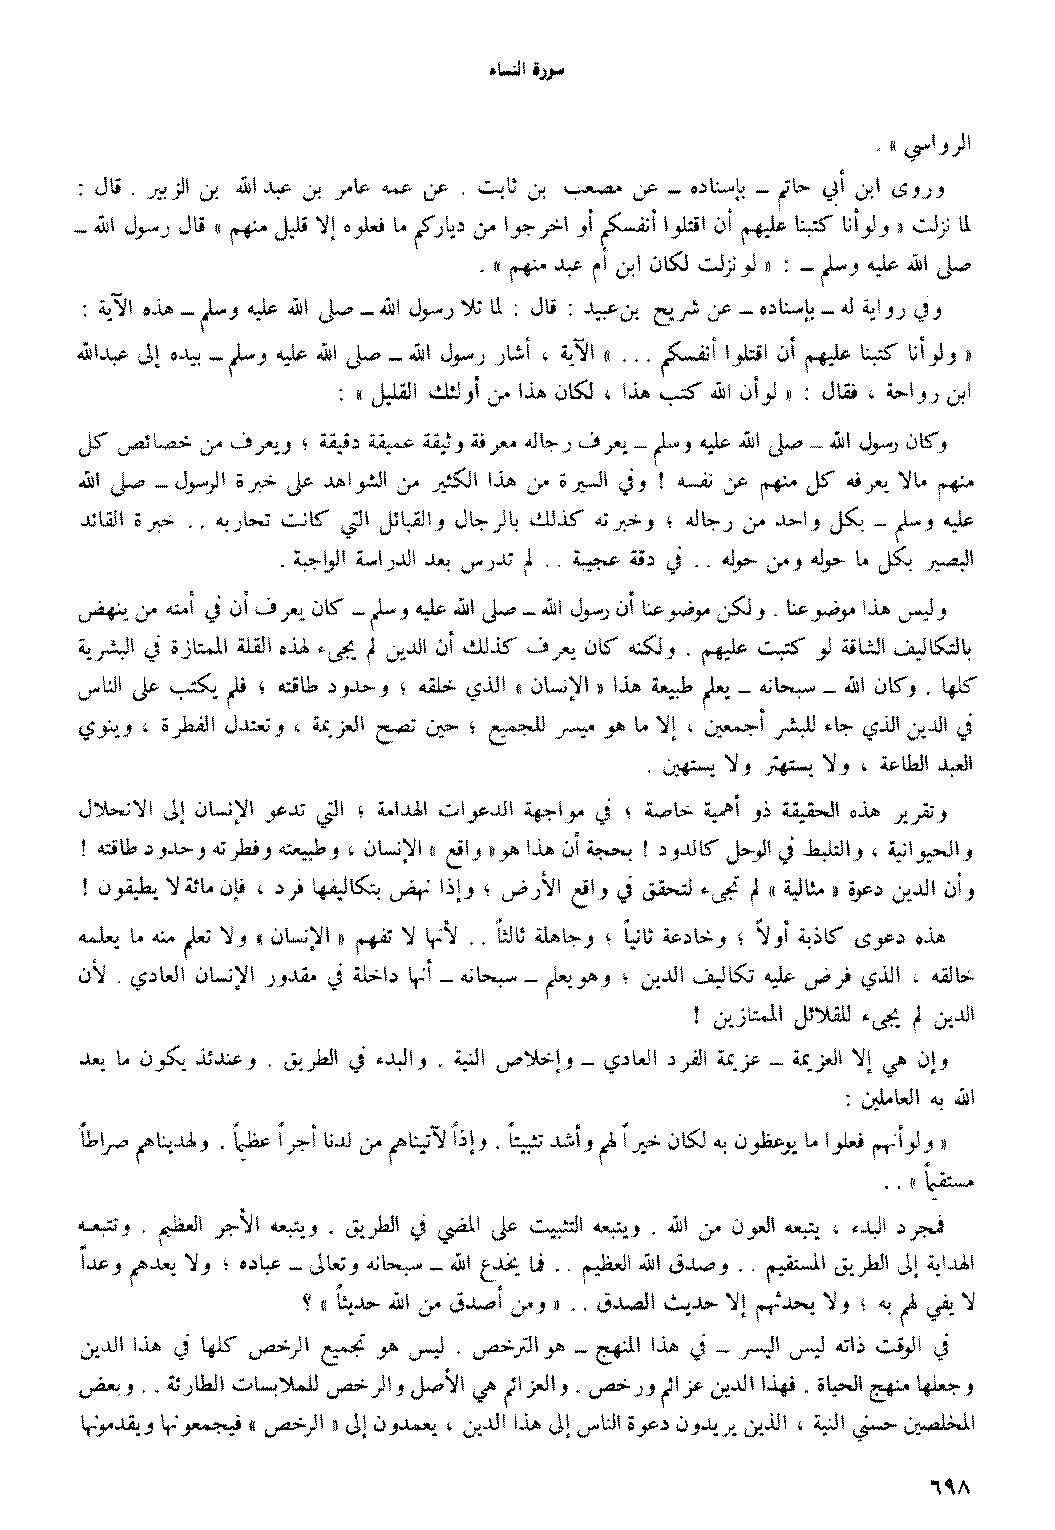 سورة النساء
الرواسي » .
وروى ابن أبي حاتم – بإسناده – عن مصعب بن ثابت . عن عمه عامر بن عبد الله بن الزبير . قال :
لما نزلت « ولو أنا كتبنا عليهم أن اقتلوا أنفسكم أو اخرجوا من دياركم ما فعلوه إلا قليل منهم » قال رسول الله –
صلى الله عليه وسلم – : « لو نزلت لكان ابن أم عبد منهم » .
وفي رواية له – بإسناده – عن شريح بن عبيد : قال : لما تلا رسول الله – صلى الله عليه وسلم – هذه الآية :
« ولو أنا كتبنا عليهم أن اقتلوا أنفسكم ... » الآية ، أشار رسول الله – صلى الله عليه وسلم – بيده إلى عبدالله
ابن رواحة ، فقال : « لو أن الله كتب هذا ، لكان هذا من أولئك القليل » :
وكان رسول الله – صلى الله عليه وسلم – يعرف رجاله معرفة وثيقة عميقة دقيقة ؛ ويعرف من خصائص كل
منهم مالا يعرفه كل منهم عن نفسه ! وفي السيرة من هذا الكثير من الشواهد على خبرة الرسول – صلى الله
عليه وسلم – بكل واحد من رجاله ؛ وخبرته كذلك بالرجال والقبائل التي كانت تحاربه .. خبرة القائد
البصير بكل ما حوله ومن حوله .. في دقة عجيبة .. لم تدرس بعد الدراسة الواجبة .
وليس هذا موضوعنا . ولكن موضوعنا أن رسول الله – صلى الله عليه وسلم – كان يعرف أن في أمته من ينهض
بالتكاليف الشاقة لو كتبت عليهم . ولكنه كان يعرف كذلك أن الدين لم يجىء لهذه القلة الممتازة في البشرية
كلها . وكان الله – سبحانه – يعلم طبيعة هذا « الإنسان » الذي خلقه ؛ وحدود طاقته ؛ فلم يكتب على الناس
في الدين الذي جاء للبشر أجمعين ، إلا ما هو ميسر للجميع ؛ حين تصح العزيمة ، وتعتدل الفطرة ، وينوي
العبد الطاعة ، ولا يستهتر ولا يستهين .
وتقرير هذه الحقيقة ذو أهمية خاصة ؛ في مواجهة الدعوات الهدامة ؛ التي تدعو الإنسان إلى الانحلال
والحيوانية ، والتلبط في الوحل كالدود ! بحجة أن هذا هو « واقع » الإنسان ، وطبيعته وفطرته وحدود طاقته !
وأن الدين دعوة « مثالية » لم تجىء لتحقق في واقع الأرض ؛ وإذا نهض بتكاليفها فرد ، فإن مائة لا يطيقون !
هذه دعوى كاذبة أولاً ؛ وخادعة ثانياً ؛ وجاهلة ثالثاً .. لأنها لا تفهم « الإنسان » ولا تعلم منه ما يعلمه
خالقه ، الذي فرض عليه تكاليف الدين ؛ وهو يعلم – سبحانه – أنها داخلة في مقدور الإنسان العادي . لأن
الدين لم يجىء للقلائل الممتازين !
وإن هي إلا العزيمة – عزيمة الفرد العادي – وإخلاص النية . والبدء في الطريق . وعندئذ يكون ما يعد
الله به العاملين :
« ولو أنهم فعلوا ما يوعظون به لكان خيراً لهم وأشد تثبيتاً . وإذاً لآتيناهم من لدنا أجراً عظيماً . ولهديناهم صراطاً
مستقيماً » ..
فمجرد البدء ، يتبعه العون من الله . ويتبعه التثبيت على المضي في الطريق . ويتبعه الأجر العظيم . وتتبعه
الهداية إلى الطريق المستقيم .. وصدق الله العظيم .. فما يخدع الله – سبحانه وتعالى – عباده ؛ ولا يعدهم وعداً
لا يفي لهم به ؛ ولا يحدثهم إلا حديث الصدق .. « ومن أصدق من الله حديثاً » ؟
في الوقت ذاته ليس اليسر – في هذا المنهج – هو الترخص . ليس هو تجميع الرخص كلها في هذا الدين
وجعلها منهج الحياة . فهذا الدين عزائم ورخص . والعزائم هي الأصل والرخص للملابسات الطارئة .. وبعض
المخلصين حسني النية ، الذين يريدون دعوة الناس إلى هذا الدين ، يعمدون إلى « الرخص » فيجمعونها ويقدمونها
٦٩٨